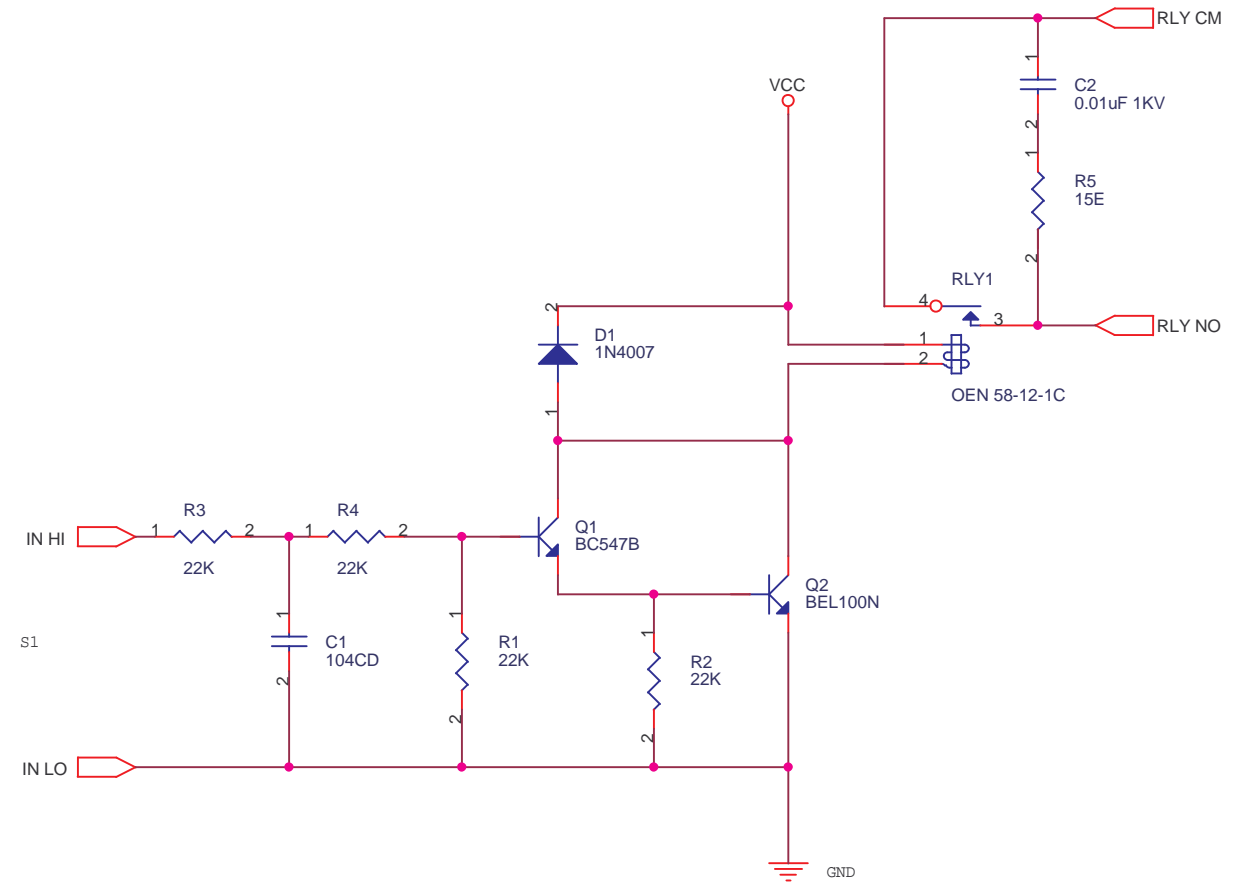 RLY CM
1
C2
0.01uF 1KV
2
VCC
1
R5
15E
2
RLY1
4
3
RLY NO
2
D1
1N4007
1
2
OEN 58-12-1C
1
R3
R4
IN HI
1
2
1
2
22K
22K
Q1
BC547B
Q2
BEL100N
S1
1
C1
104CD
2
1
R1
22K
2
1
R2
22K
2
IN LO
GND